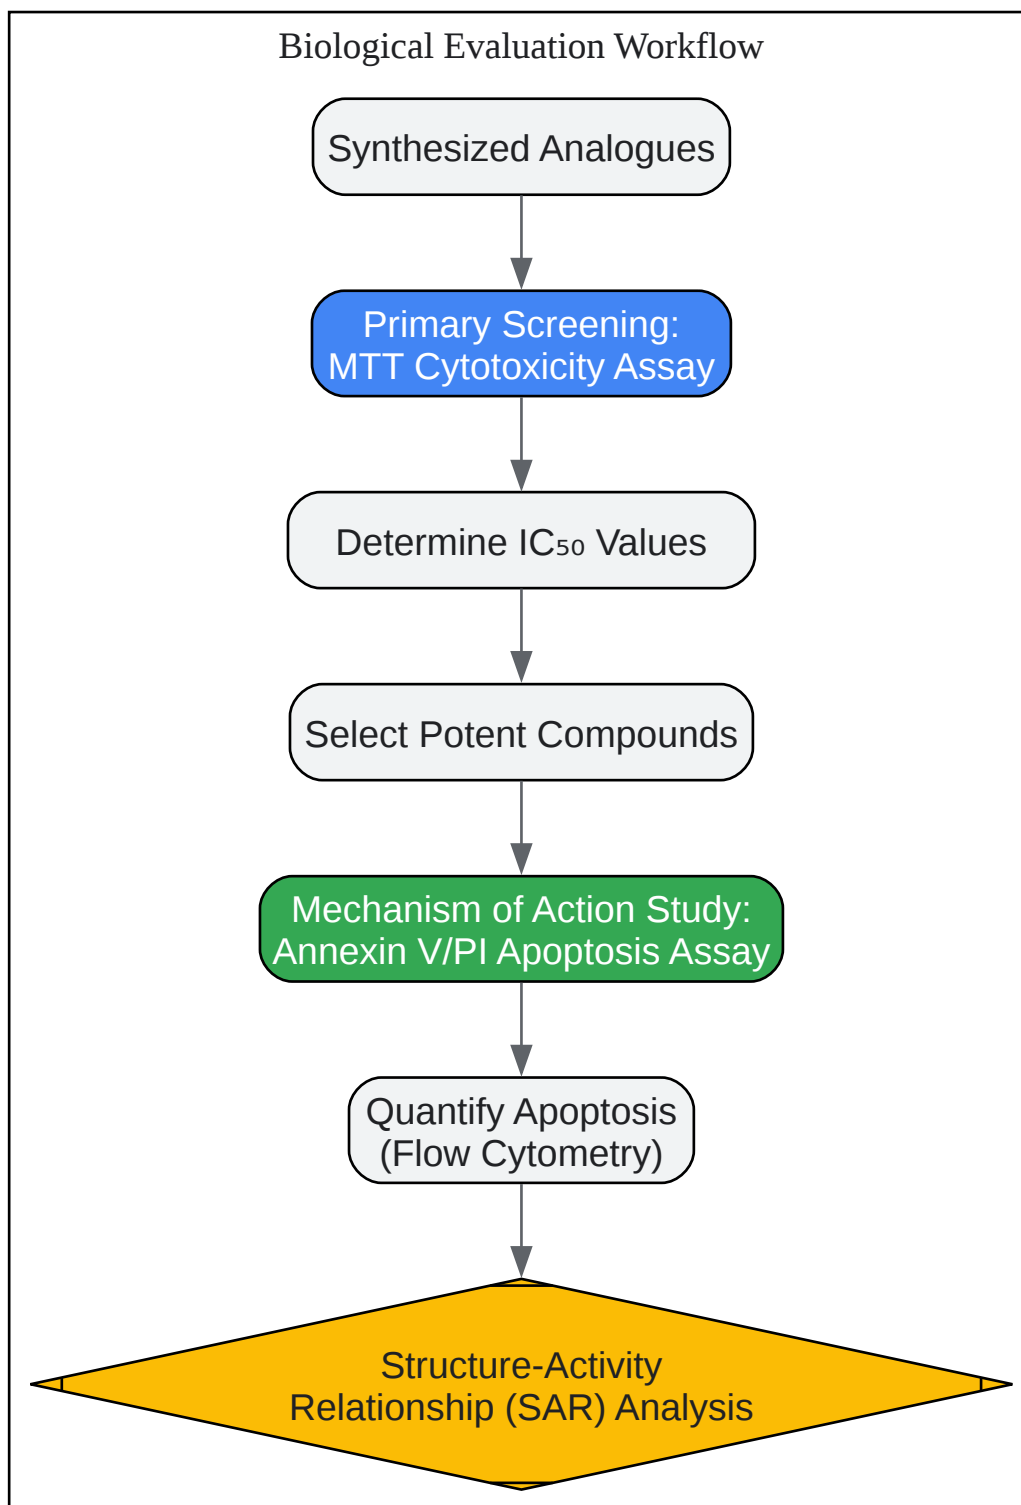 Biological Evaluation Workflow
Synthesized Analogues
Primary Screening:
MTT Cytotoxicity Assay
Determine IC₅₀ Values
Select Potent Compounds
Mechanism of Action Study:
Annexin V/PI Apoptosis Assay
Quantify Apoptosis
(Flow Cytometry)
Structure-Activity
Relationship (SAR) Analysis